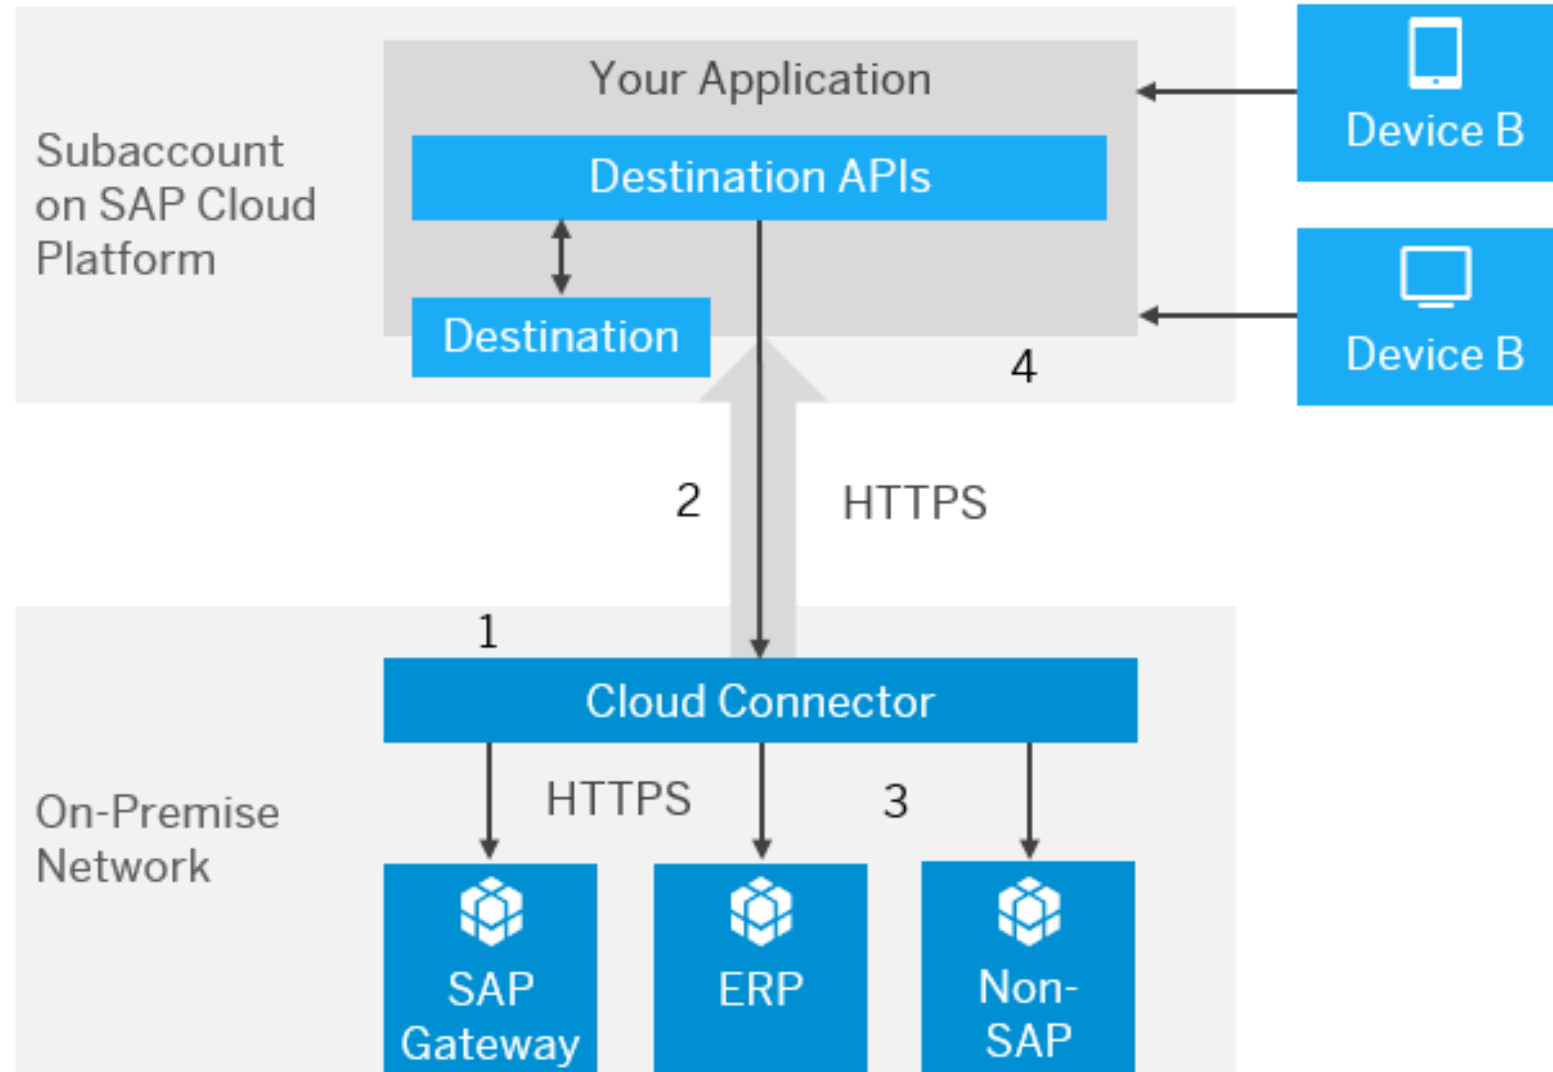 Your Application
Device B
Subaccount
on SAP Cloud
Platform
Destination APIs
Destination
4
Device B
2
HTTPS
1
Cloud Connector
HTTPS
3
On-Premise
Network
SAP
Gateway
ERP
Non-
SAP